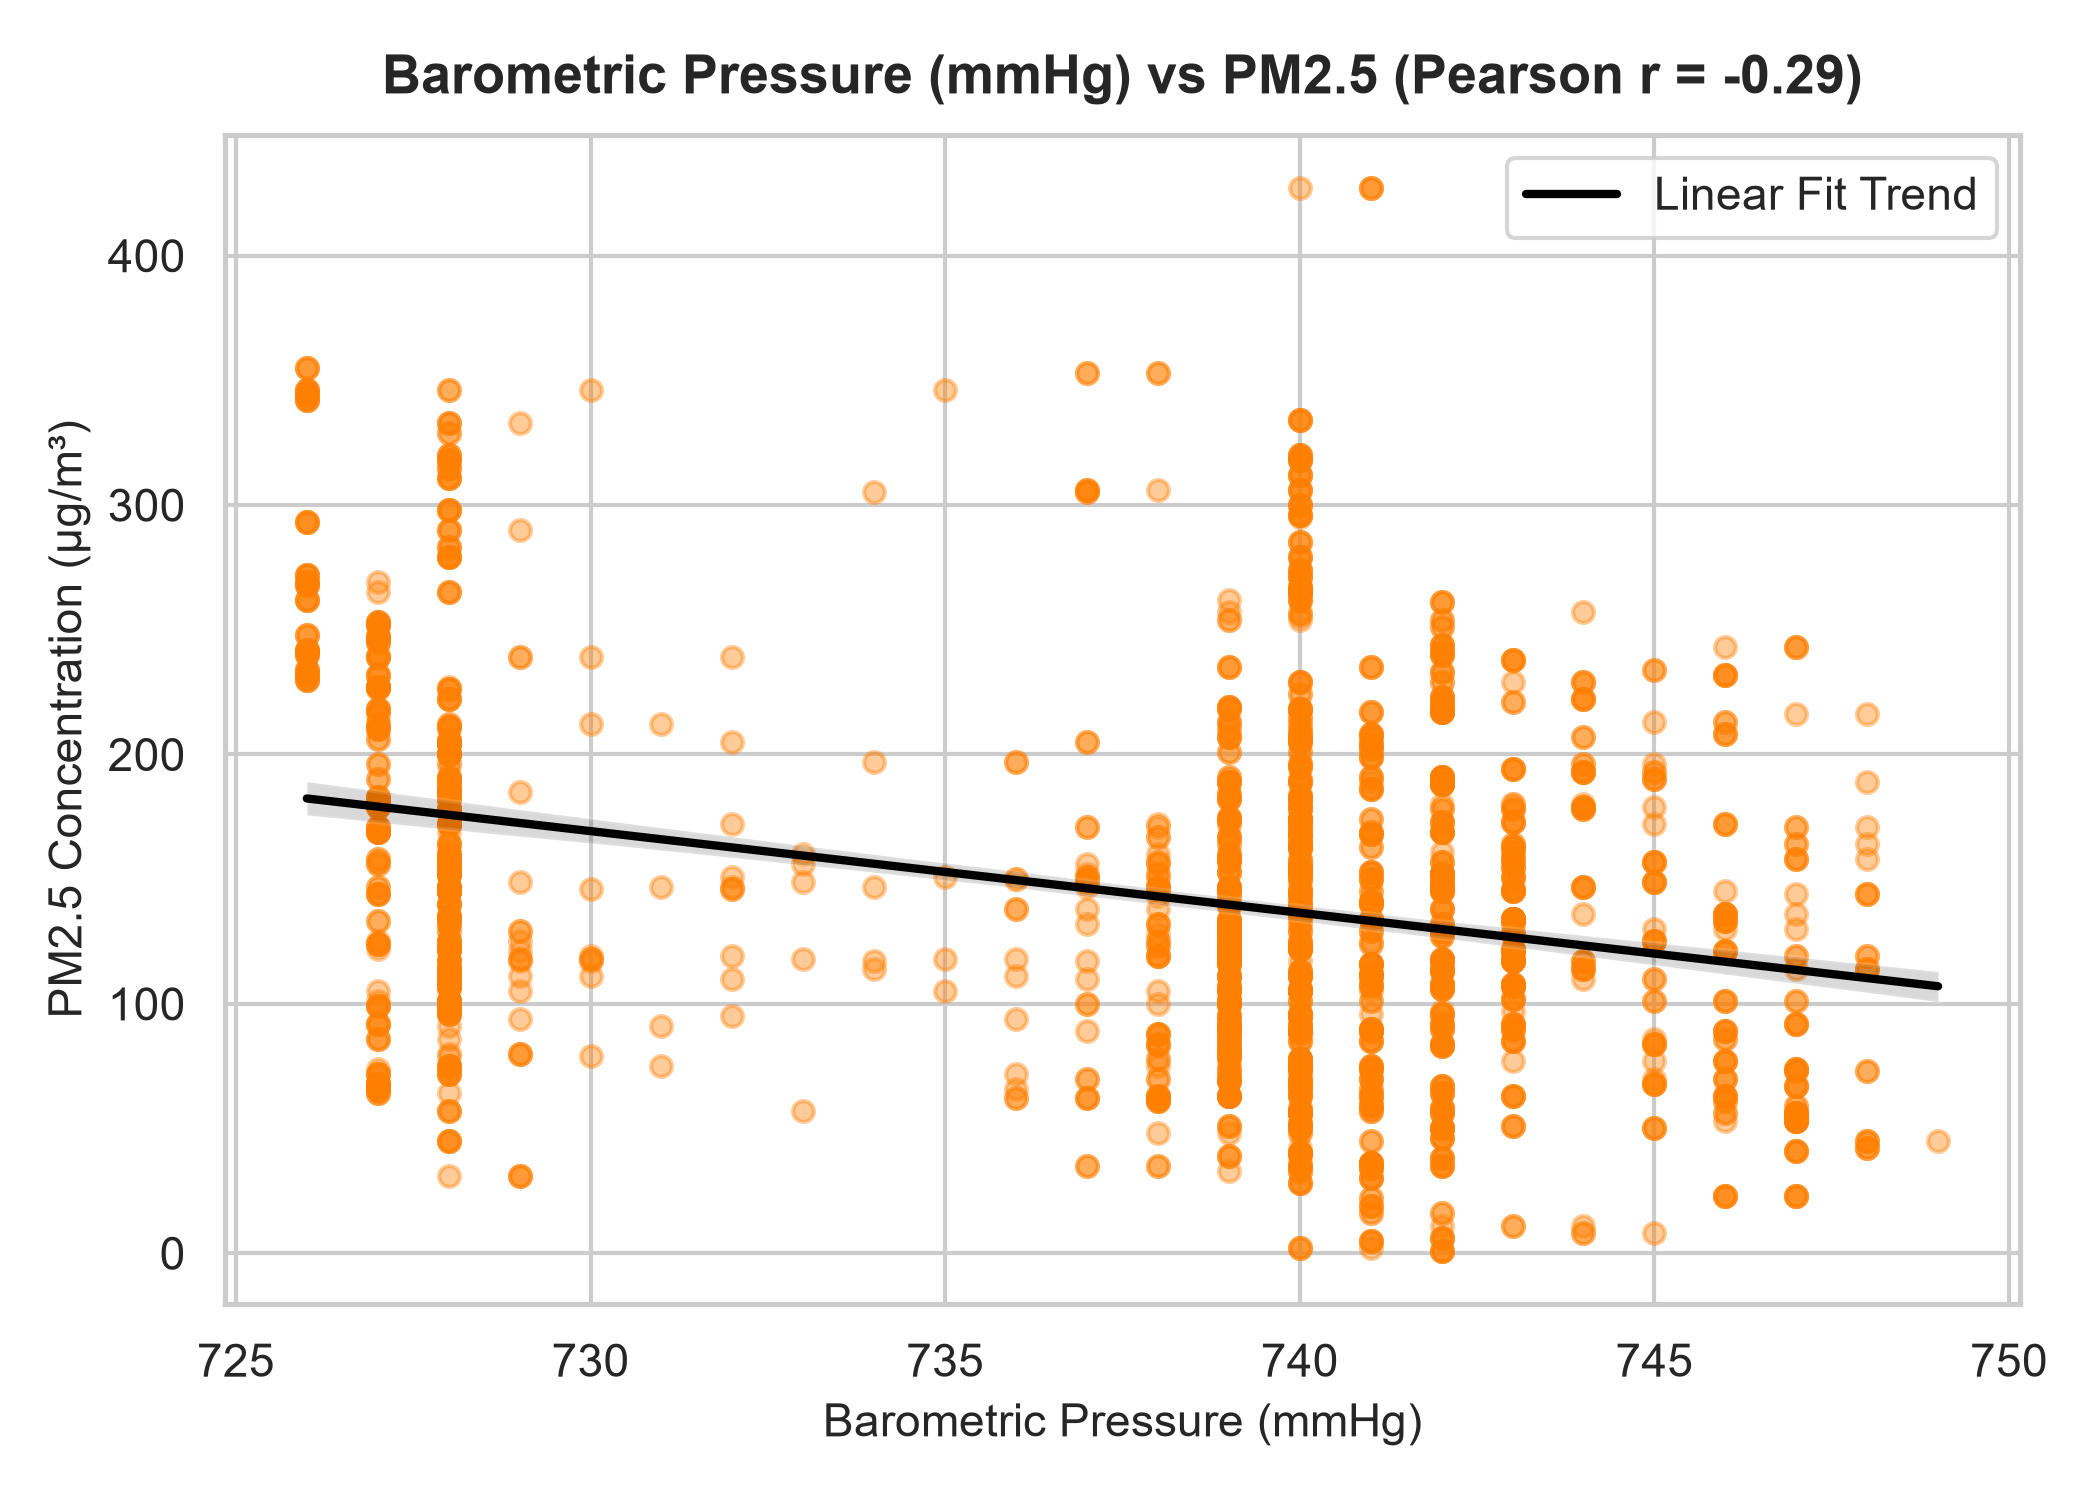 Barometric Pressure (mmHg) vs PM2.5 (Pearson r = -0.29)
Linear Fit Trend
PM2.5 Concentration (µg/m³)
400
300
200
100
0
725 730 735 740 745 750
Barometric Pressure (mmHg)